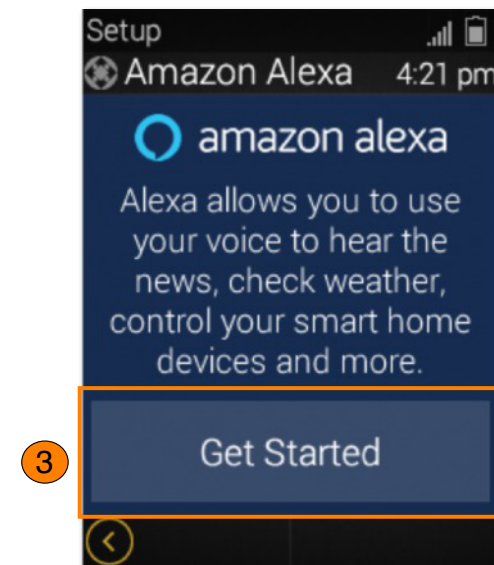 Setup
Amazon Alexa 4:21 pm
amazon alexa
Alexa allows you to use
your voice to hear the
news, check weather,
control your smart home
devices and more.
3
Get Started